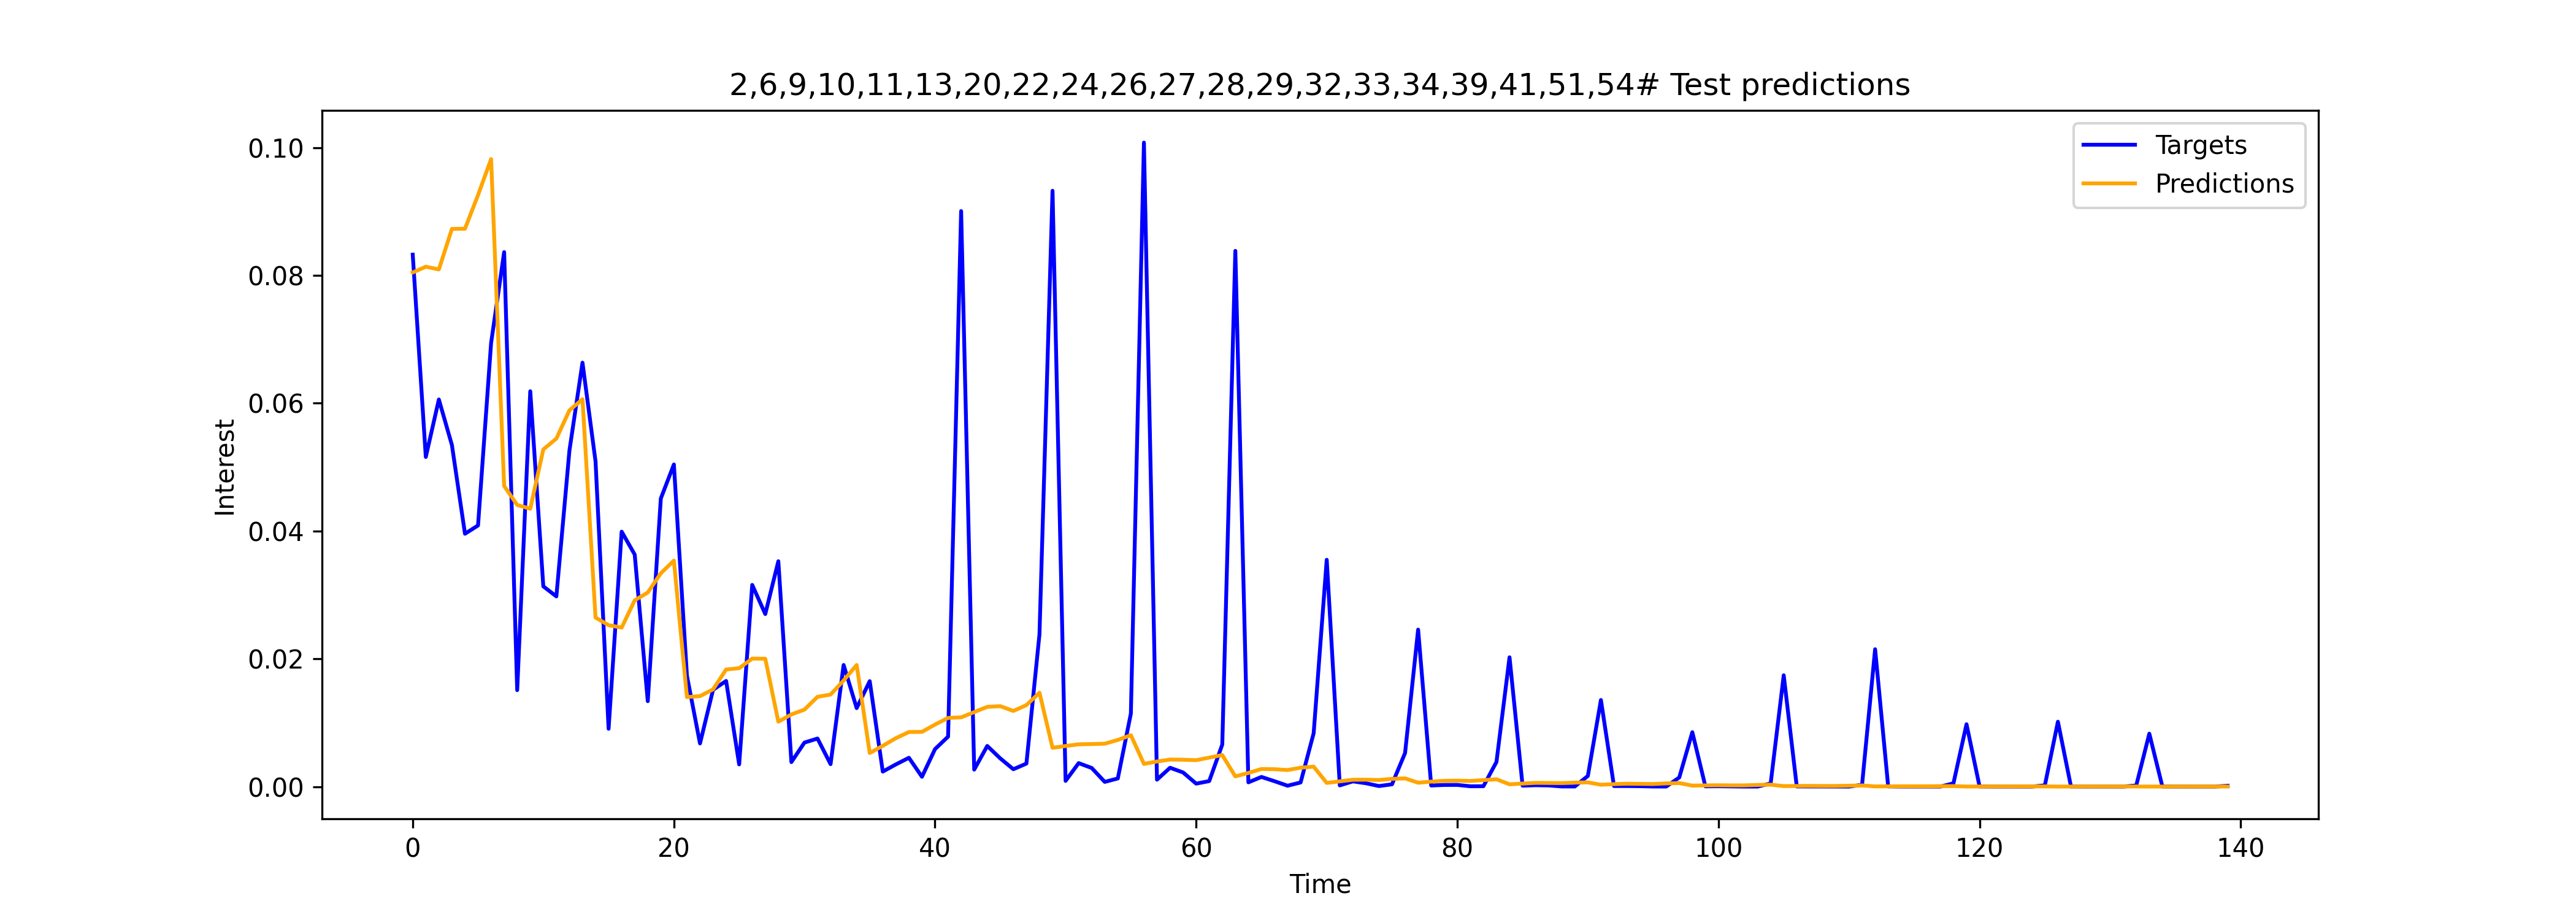 2,6,9,10,11,13,20,22,24,26,27,28,29,32,33,34,39,41,51,54# Test predictions
Targets
Predictions
0.10
0.08
0.06
0.04
0.02
0.00
Interest
0 20 40 60 80 100 120 140
Time